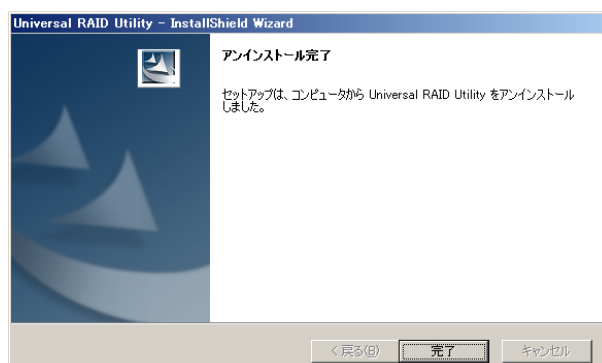 Universal RAID Utility - InstallShield Wizard
アンインストール完了
セットアップは、コンピュータから Universal RAID Utility をアンインストール
しました。
< 戻る(B)
完了
キャンセル